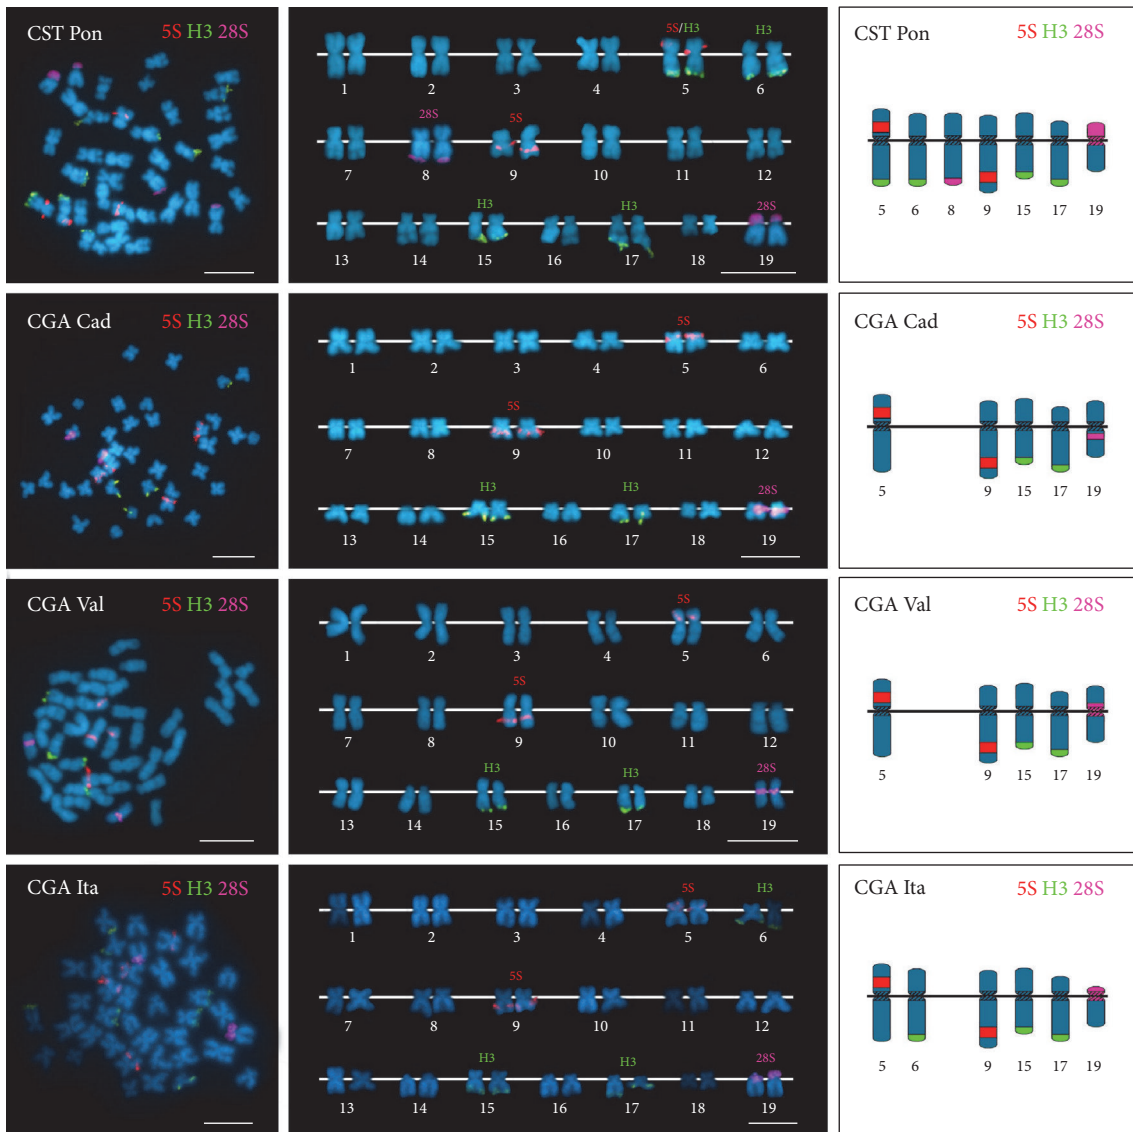 CST Pon
5S H3 28S
5S/H3
H3
1 2 3 4 5 6
28S
5S
7 8 9 10 11 12
H3
H3
28S
13 14 15 16 17 18 19
CST Pon
5S H3 28S
5 6 8 9 15 17 19
CGA Cad
5S H3 28S
5S
1 2 3 4 5 6
5S
7 8 9 10 11 12
H3
H3
28S
13 14 15 16 17 18 19
CGA Cad
5S H3 28S
5 9 15 17 19
CGA Val
5S H3 28S
5S
1 2 3 4 5 6
5S
7 8 9 10 11 12
H3
H3
28S
13 14 15 16 17 18 19
CGA Val
5S H3 28S
5 9 15 17 19
CGA Ita
5S H3 28S
5S
H3
1 2 3 4 5 6
5S
7 8 9 10 11 12
H3
H3
28S
13 14 15 16 17 18 19
CGA Ita
5S H3 28S
5 6 9 15 17 19